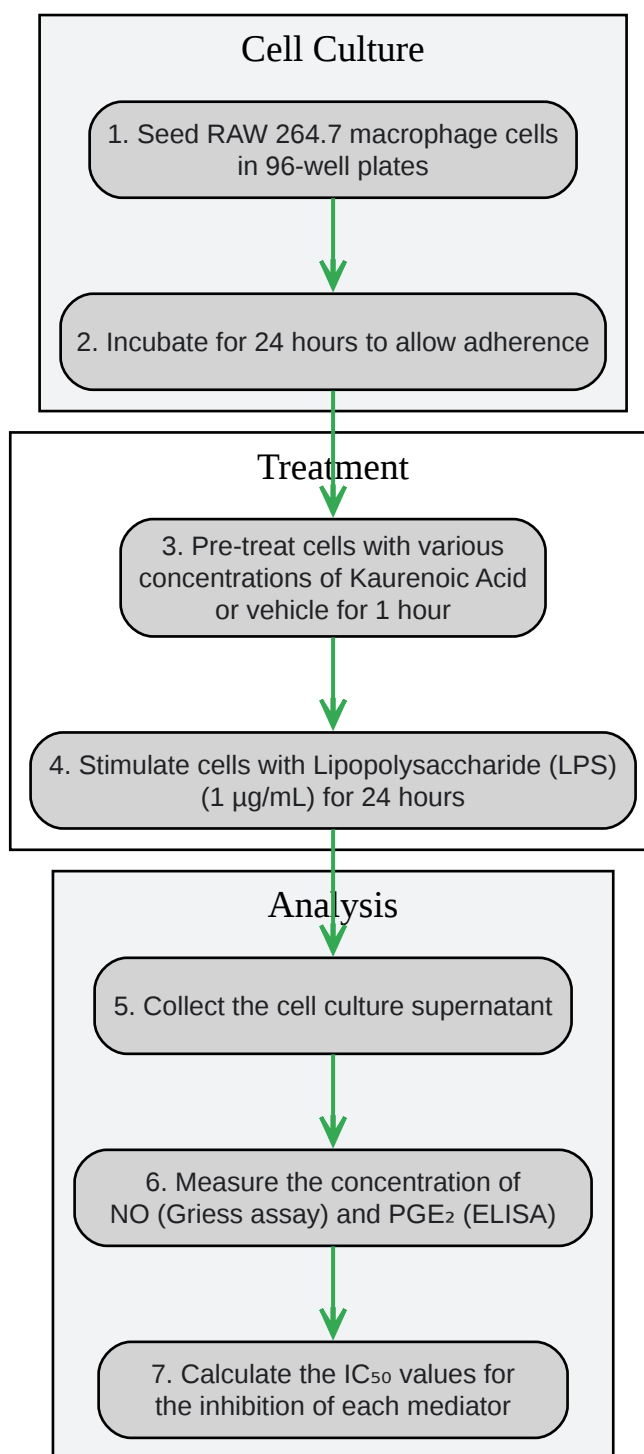 Cell Culture
1. Seed RAW 264.7 macrophage cells
in 96-well plates
2. Incubate for 24 hours to allow adherence
Treatment
3. Pre-treat cells with various
concentrations of Kaurenoic Acid
or vehicle for 1 hour
4. Stimulate cells with Lipopolysaccharide (LPS)
(1 µg/mL) for 24 hours
Analysis
5. Collect the cell culture supernatant
6. Measure the concentration of
NO (Griess assay) and PGE₂ (ELISA)
7. Calculate the IC₅₀ values for
the inhibition of each mediator